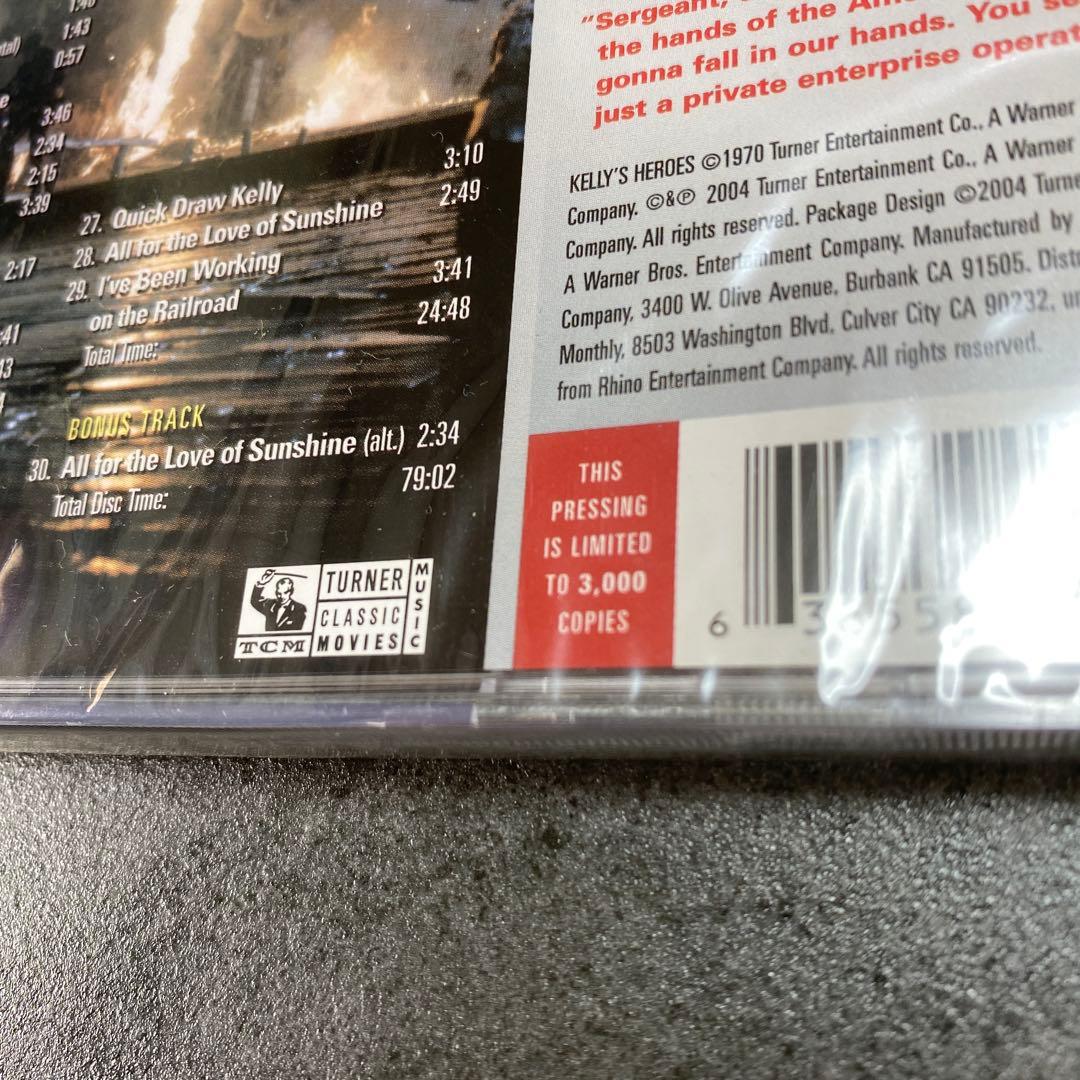 1:43
0:57
3:46
2:34
2:15
3:39
2:17
27. Quick Draw Kelly 3:10
28. All for the Love of Sunshine 2:49
29. I've Been Working
on the Railroad 3:41
Total Time: 24:48
BONUS TRACK
30. All for the Love of Sunshine (alt.) 2:34
Total Disc Time: 79:02
TCM
TURNER
CLASSIC
MOVIES
MUSIC
"Sergeant,
the hands of the
gonna fall in our hands. You
just a private enterprise
KELLY'S HEROES ©1970 Turner Entertainment Co., A Warner
Company. ©&℗ 2004 Turner Entertainment Co., A Warner
Company. All rights reserved. Package Design ©2004
A Warner Bros. Entertainment Company. Manufactured by
Company, 3400 W. Olive Avenue, Burbank CA 91505.
Monthly, 8503 Washington Blvd, Culver City CA 90232,
from Rhino Entertainment Company. All rights reserved.
THIS
PRESSING
IS LIMITED
TO 3,000
COPIES
6